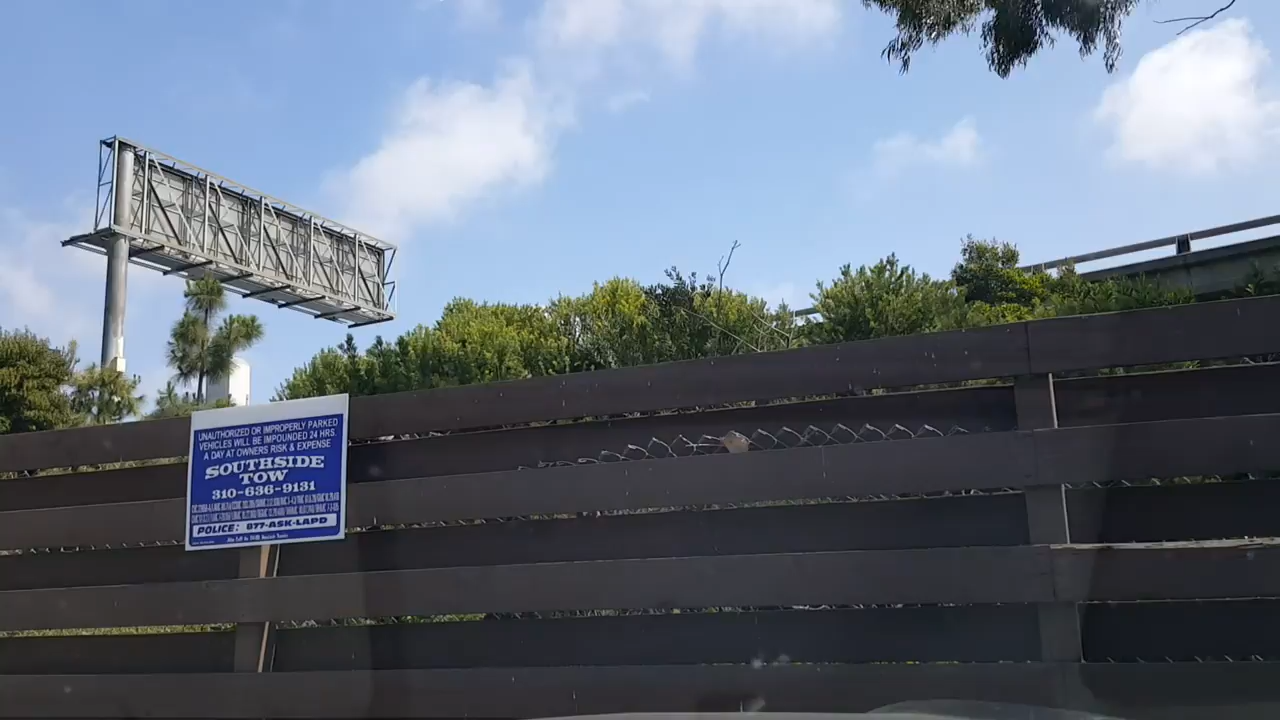 UNAUTHORIZED OR IMPROPERLY PARKED
VEHICLES WILL BE IMPOUNDED 24 HRS.
A DAY AT OWNERS RISK & EXPENSE
SOUTHSIDE
TOW
310-636-9131
POLICE: 877-ASK-LAPD